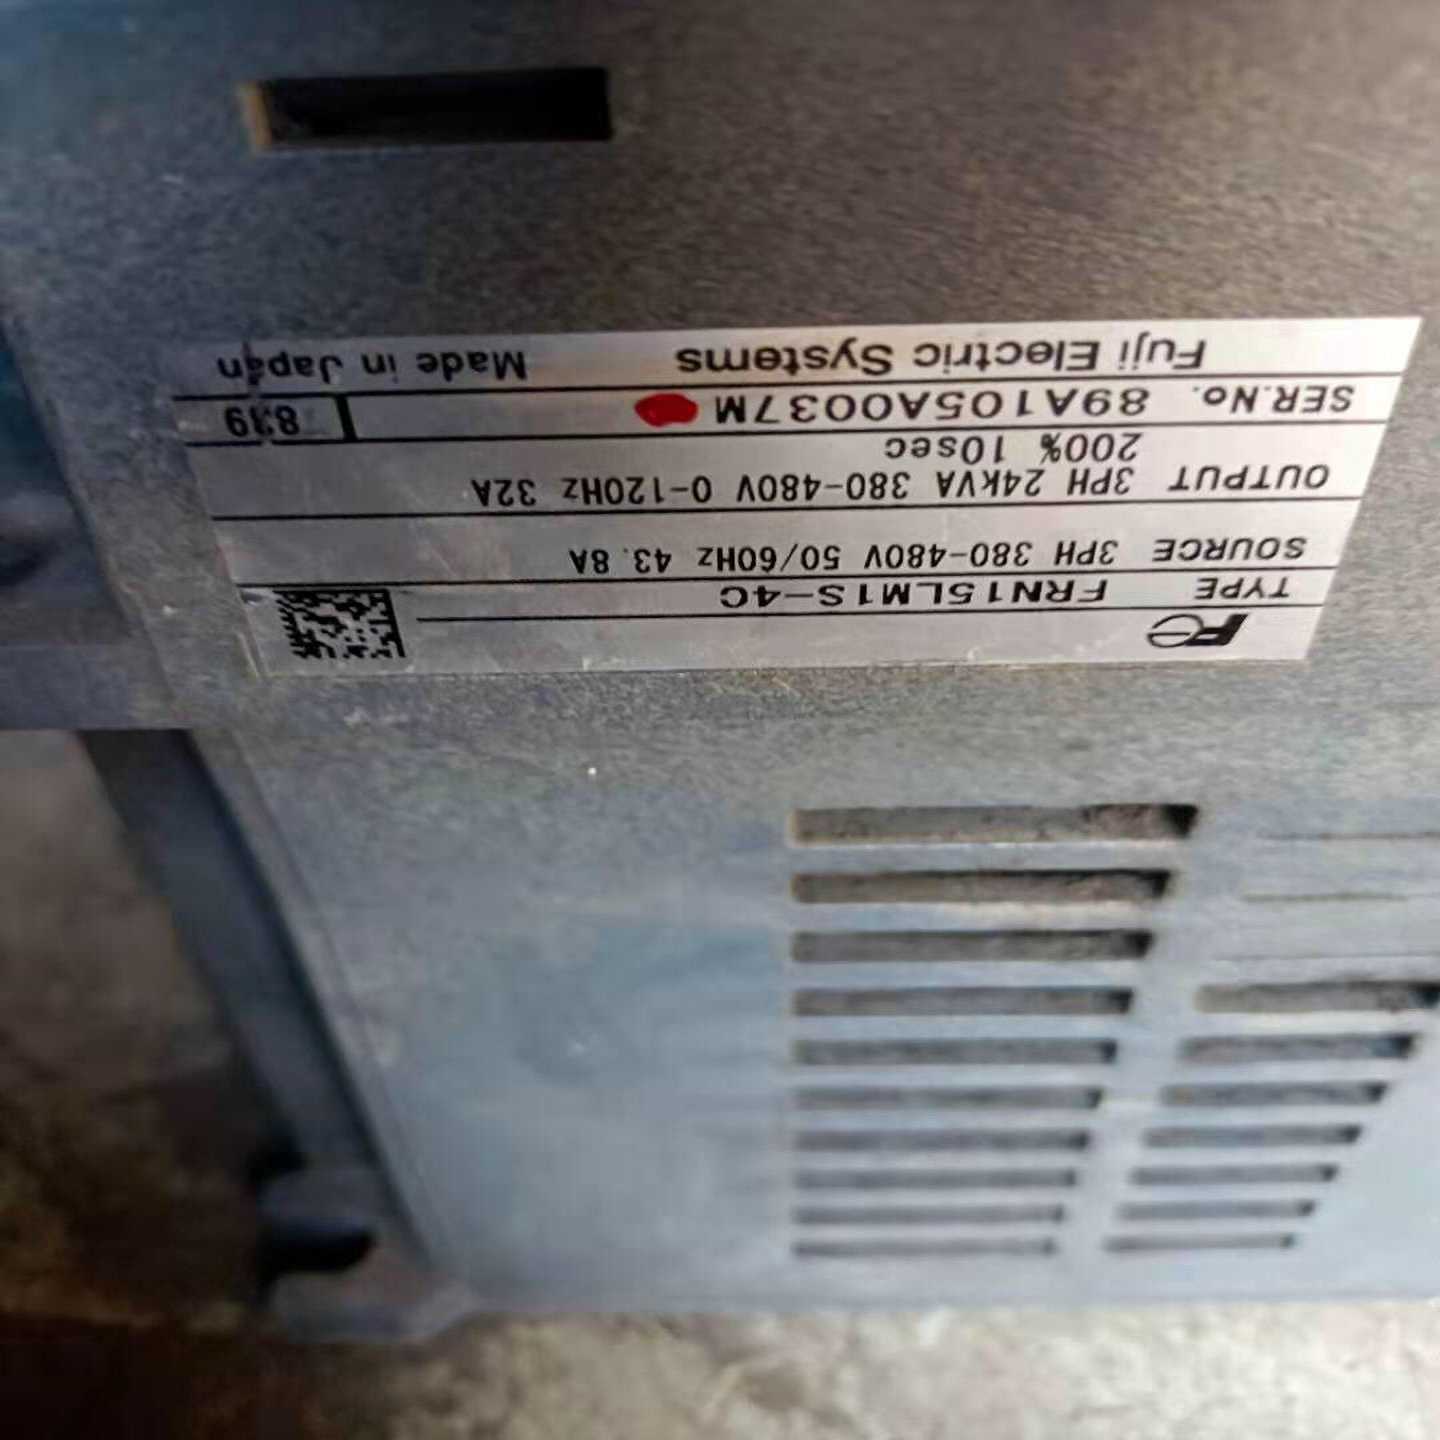 Fe
TYPE FRN15LM1S-4C
SOURCE 3PH 380-480V 50/60Hz 43.8A
OUTPUT 3PH 24kVA 380-480V 0-120Hz 32A
200% 10sec
SER.No. 89A105A0037M 839
Fuji Electric Systems Made in Japan